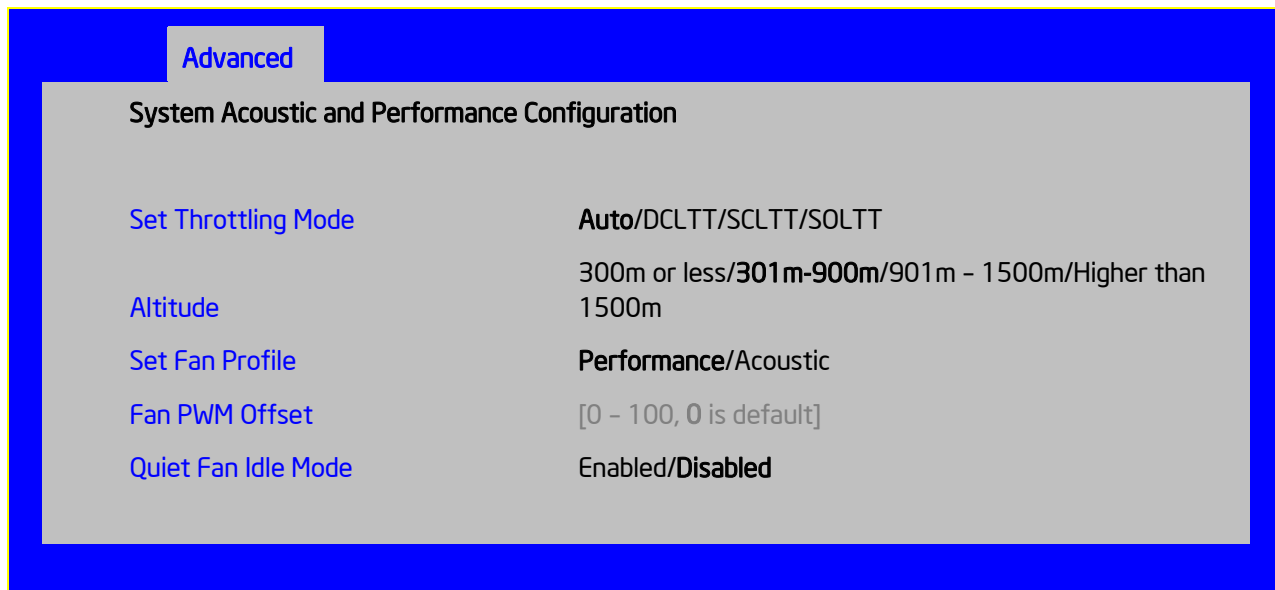 Advanced
System Acoustic and Performance Configuration
Set Throttling Mode Auto/DCLTT/SCLTT/SOLTT
300m or less/301m-900m/901m – 1500m/Higher than
Altitude 1500m
Set Fan Profile Performance/Acoustic
Fan PWM Offset [0 – 100, 0 is default]
Quiet Fan Idle Mode Enabled/Disabled